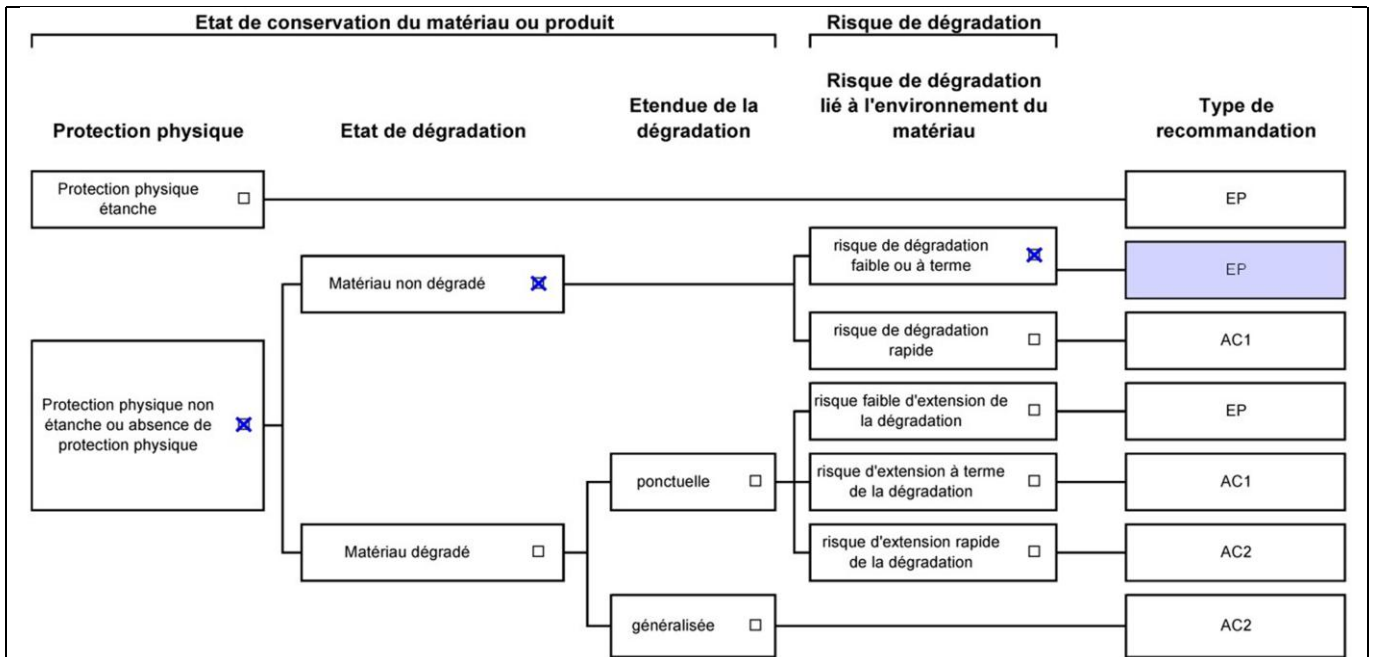 Etat de conservation du matériau ou produit
Risque de dégradation
Protection physique
Etat de dégradation
Etendue de la
dégradation
Risque de dégradation
lié à l'environnement du
matériau
Type de
recommandation
Protection physique
étanche
EP
risque de dégradation
faible ou à terme
EP
Matériau non dégradé
risque de dégradation
rapide
AC1
Protection physique non
étanche ou absence de
protection physique
risque faible d'extension de
la dégradation
EP
ponctuelle
risque d'extension à terme
de la dégradation
AC1
Matériau dégradé
risque d'extension rapide
de la dégradation
AC2
généralisée
AC2